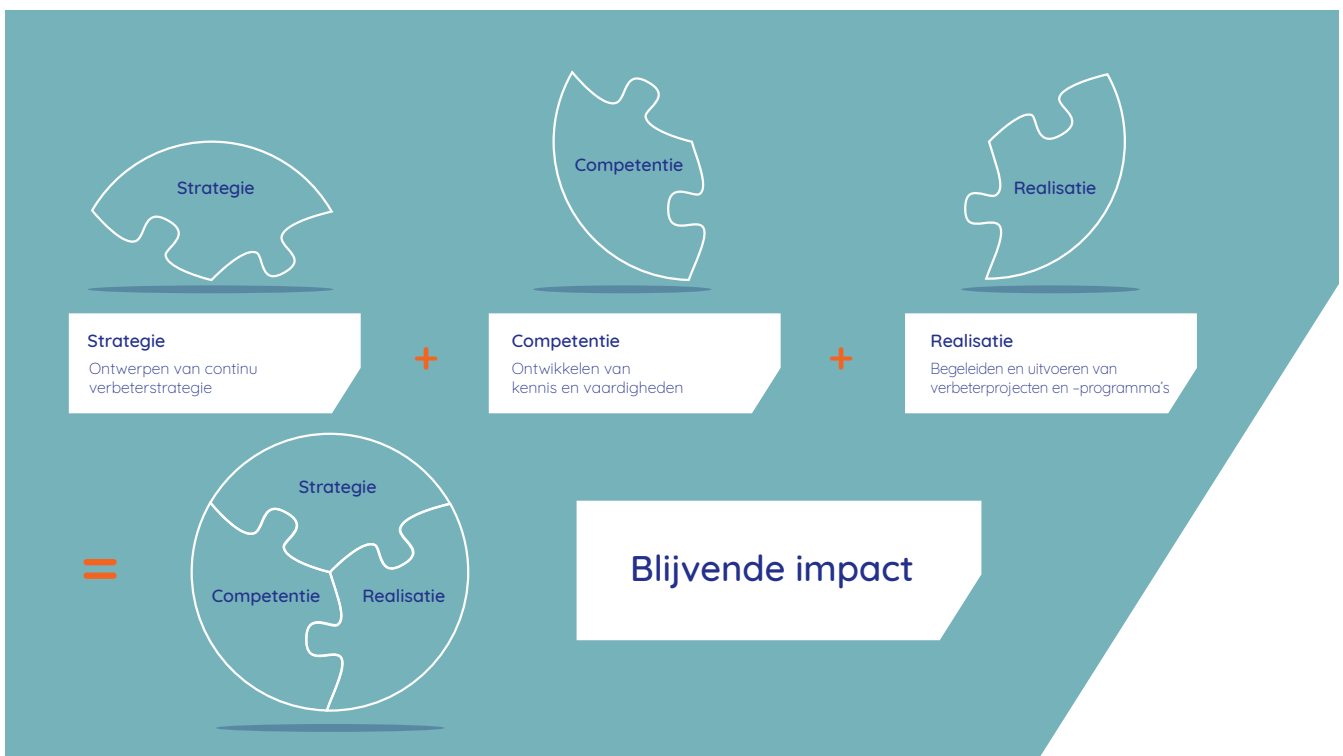 Strategie
Competentie
Realisatie
Strategie
Ontwerpen van continu
verbeterstrategie
+
Competentie
Ontwikkelen van
kennis en vaardigheden
+
Realisatie
Begeleiden en uitvoeren van
verbeterprojecten en –programma’s
=
Strategie
Competentie
Realisatie
Blijvende impact